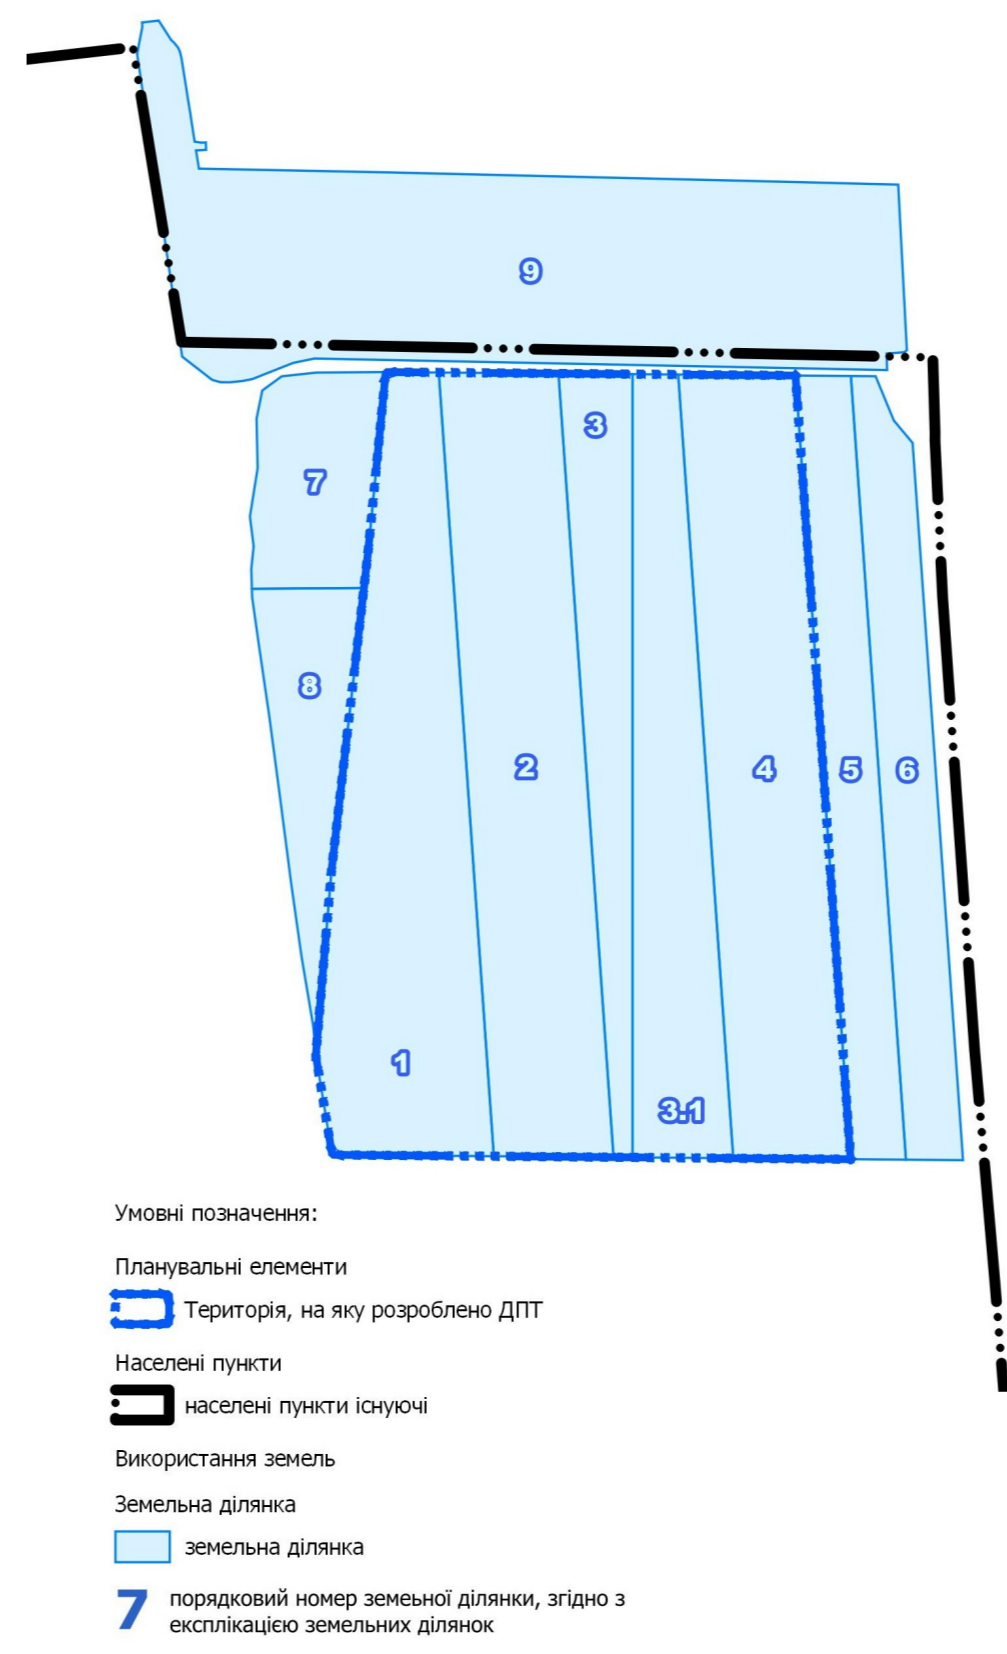 9
3
7
8
2
4
5
6
1
3.1
Умовні позначення:
Планувальні елементи
Територія, на яку розроблено ДПТ
Населені пункти
населені пункти існуючі
Використання земель
Земельна ділянка
земельна ділянка
7
порядковий номер земеьної ділянки, згідно з
експлікацією земельних ділянок